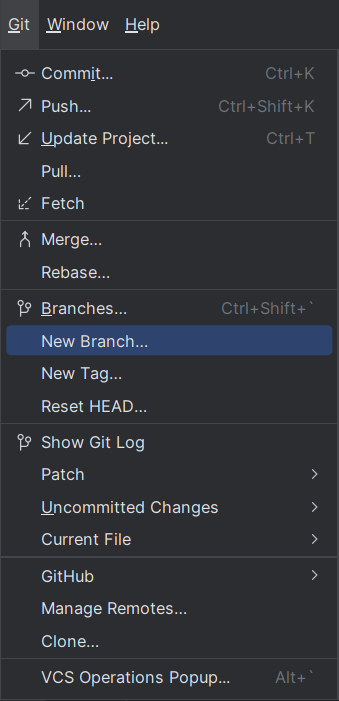 Git Window Help
Commit... Ctrl+K
Push... Ctrl+Shift+K
Update Project... Ctrl+T
Pull...
Fetch
Merge...
Rebase...
Branches... Ctrl+Shift+`
New Branch...
New Tag...
Reset HEAD...
Show Git Log
Patch
Uncommitted Changes
Current File
GitHub
Manage Remotes...
Clone...
VCS Operations Popup... Alt+`